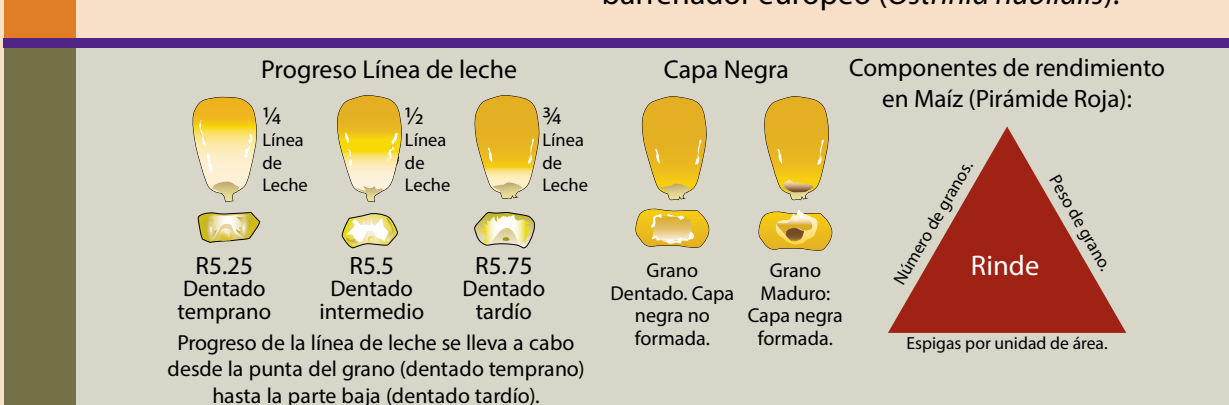 barrenador europeo (Ostrinia nubilalis).
Progreso Línea de leche
¼
Línea
de
Leche
½
Línea
de
Leche
¾
Línea
de
Leche
R5.25
Dentado
temprano
R5.5
Dentado
intermedio
R5.75
Dentado
tardío
Progreso de la línea de leche se lleva a cabo
desde la punta del grano (dentado temprano)
hasta la parte baja (dentado tardío).
Capa Negra
Grano
Dentado. Capa
negra no
formada.
Grano
Maduro:
Capa negra
formada.
Componentes de rendimiento
en Maíz (Pirámide Roja):
Número de granos.
Peso de grano.
Rinde
Espigas por unidad de área.